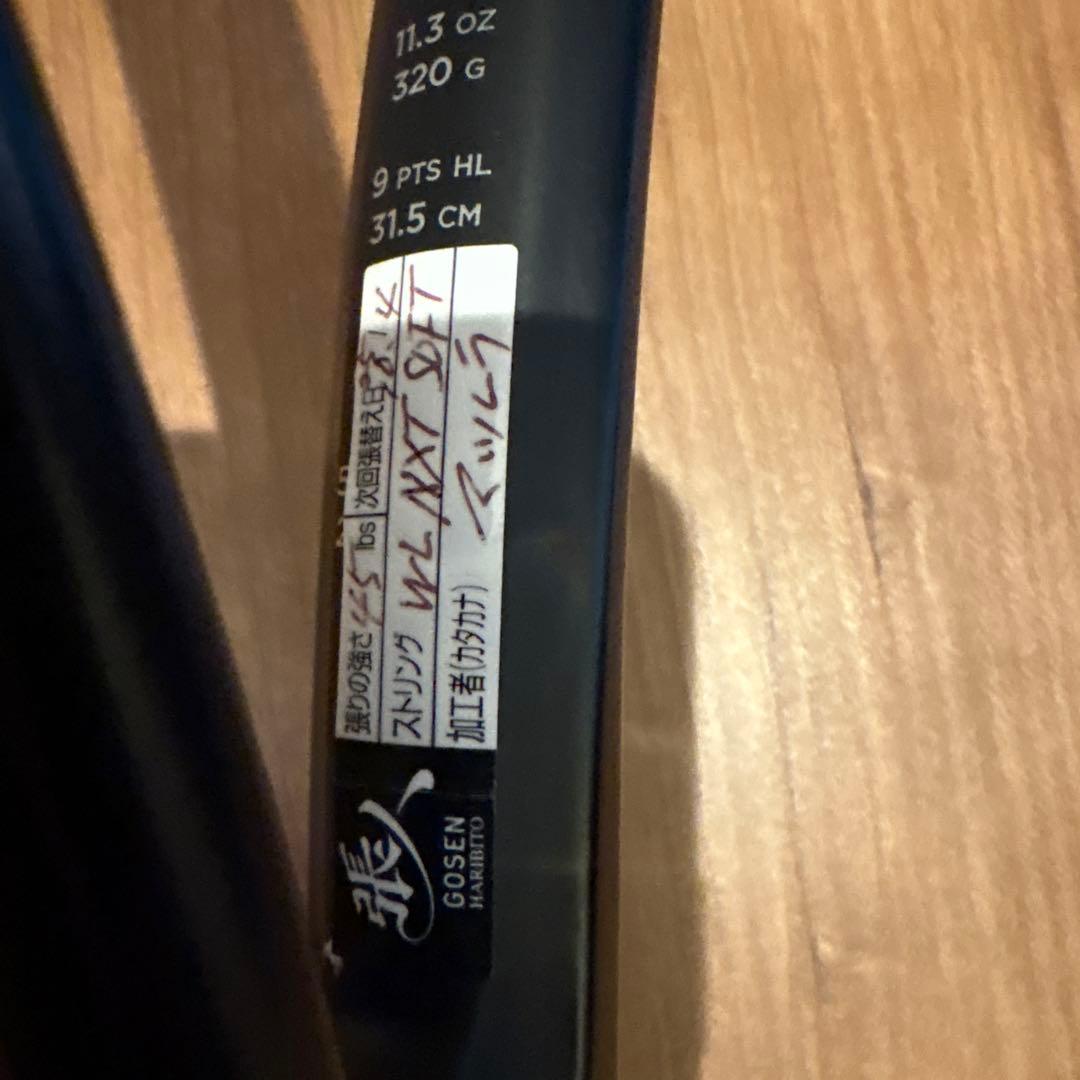 11.3 OZ
320 G
9 PTS HL
31.5 CM
張りの強さ 45 lbs 次回張替え日
ストリング WL NXT SOFT
加工者(カタカナ) マツムラ
張人
GOSEN
HARIBITO